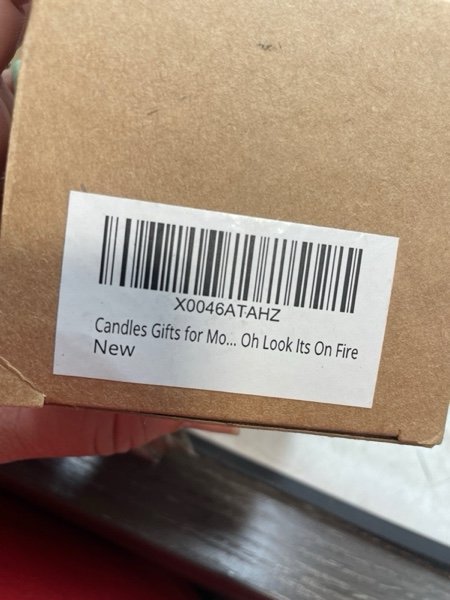 X0046ATAHZ
Candles Gifts for Mo... Oh Look Its On Fire
New